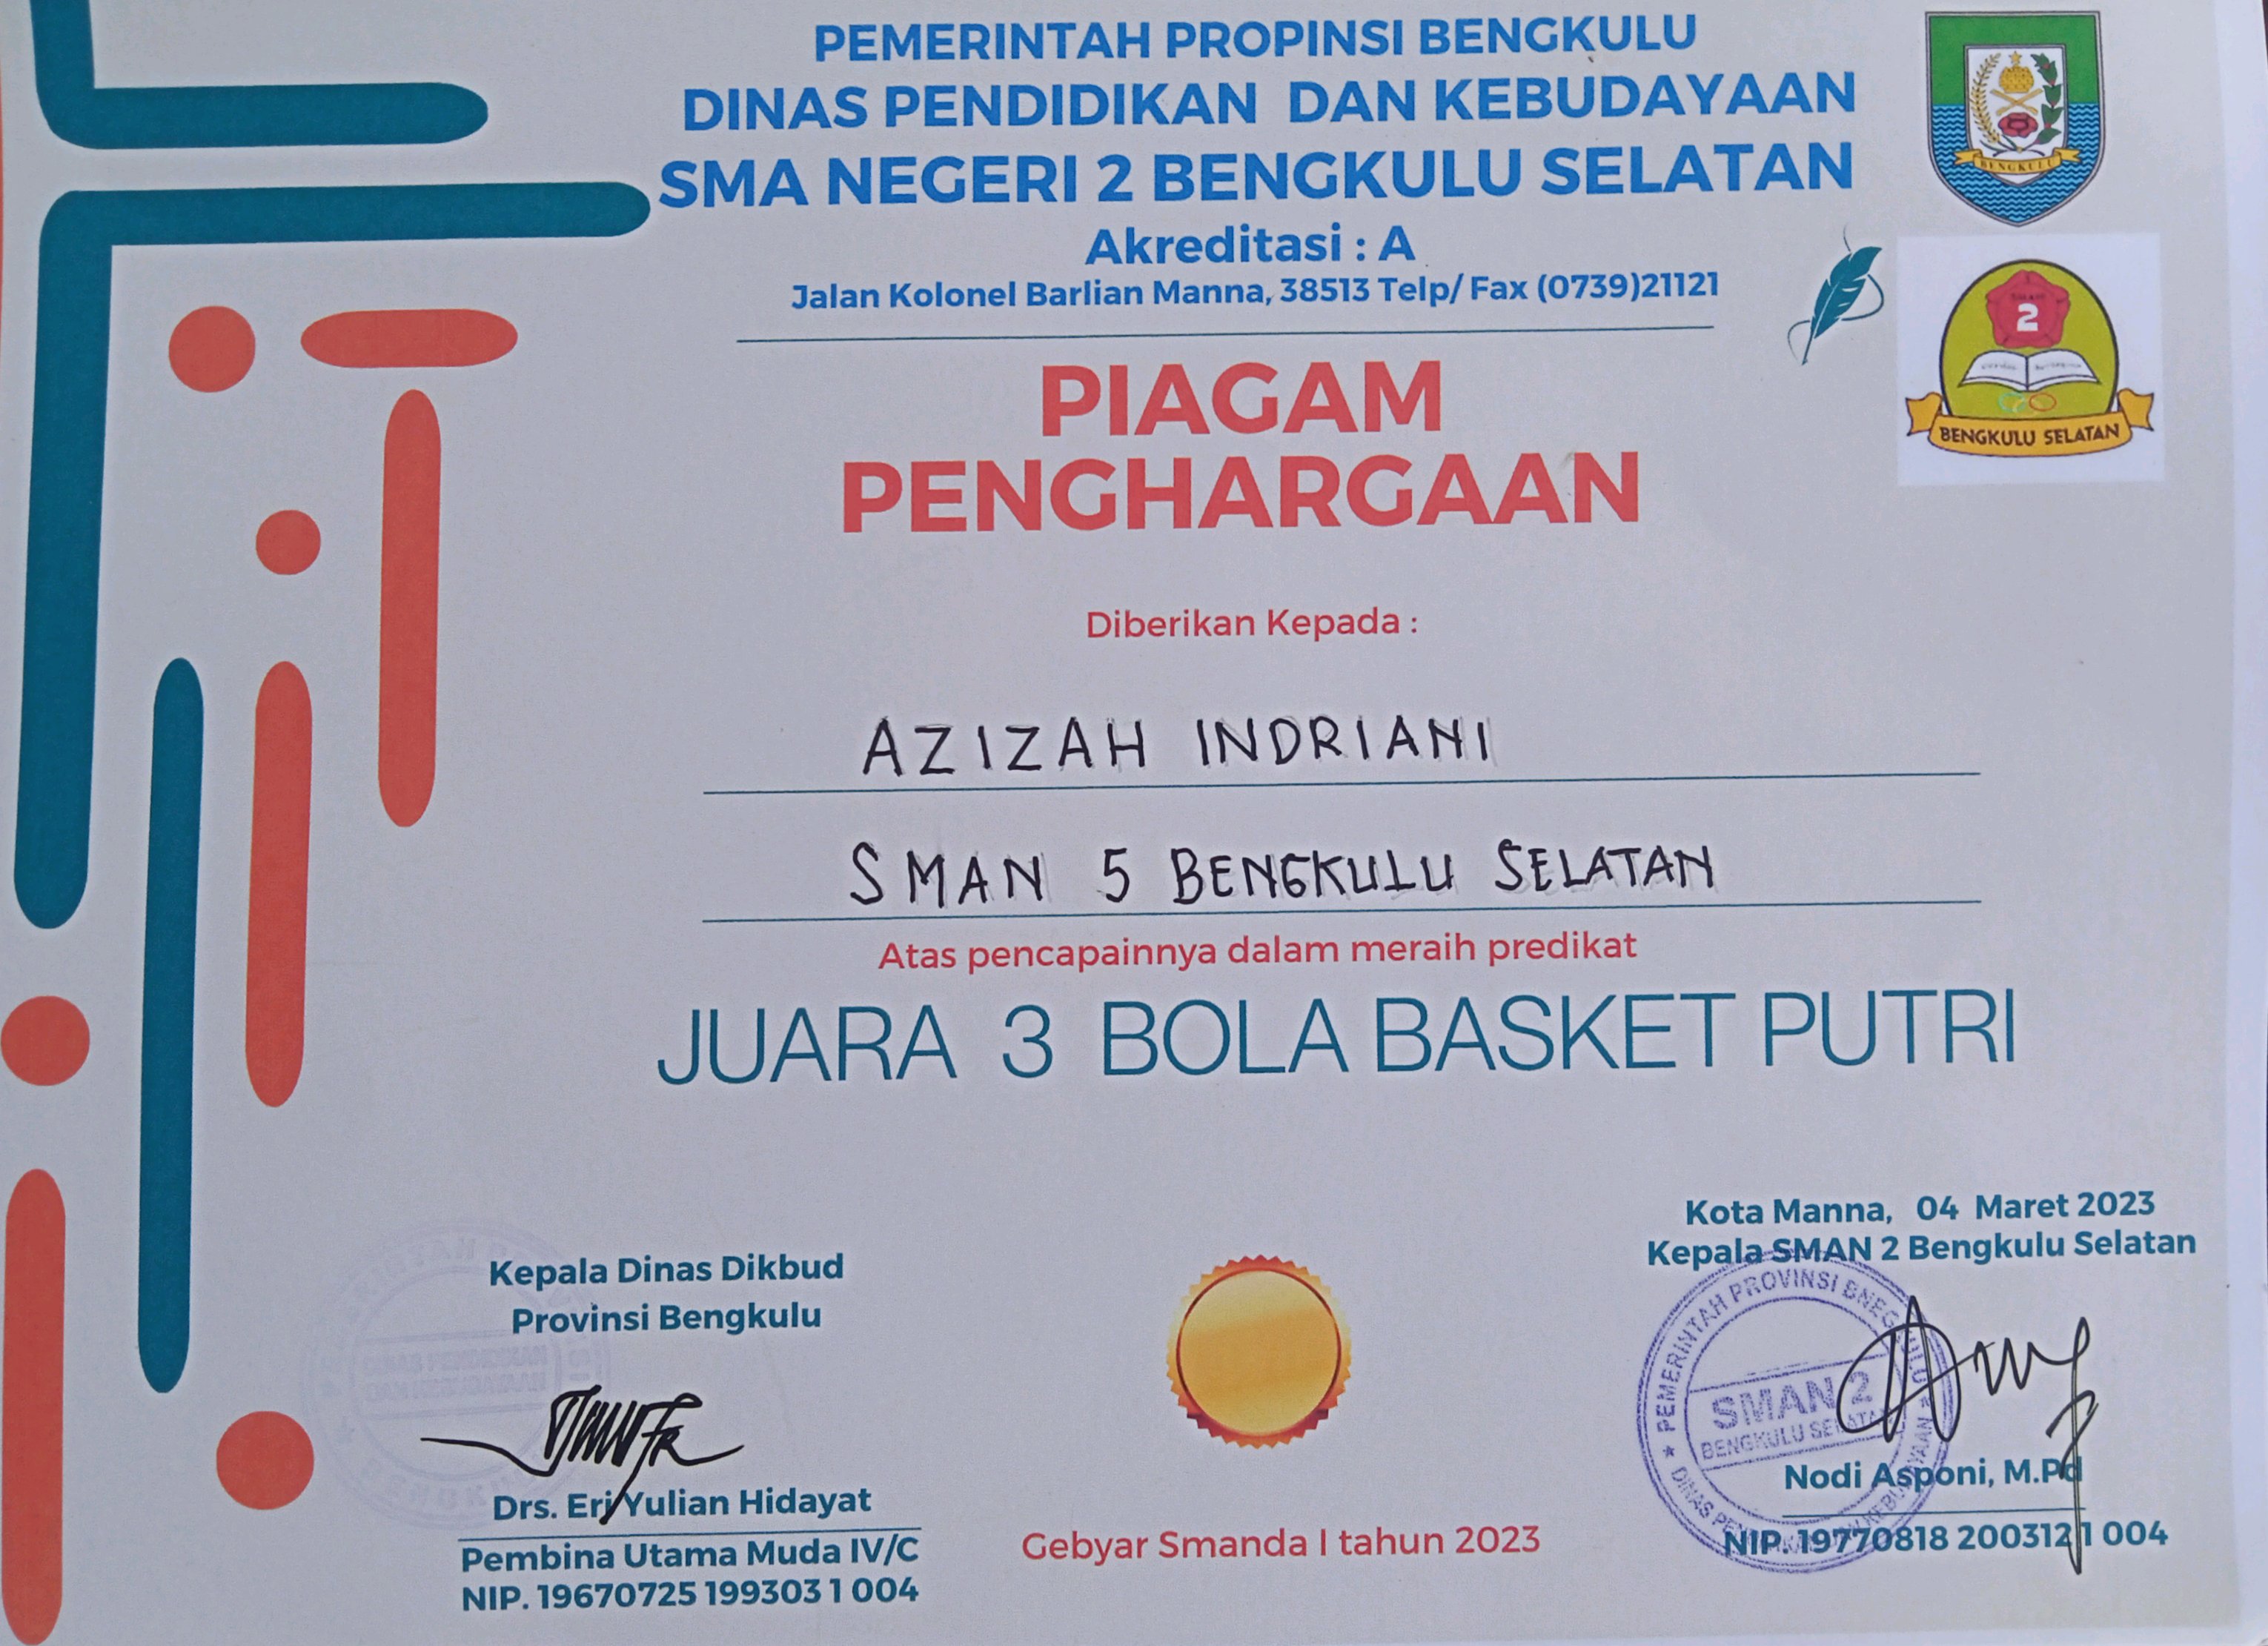 PEMERINTAH PROPINSI BENGKULU
DINAS PENDIDIKAN DAN KEBUDAYAAN
SMA NEGERI 2 BENGKULU SELATAN
Akreditasi : A
Jalan Kolonel Barlian Manna, 38513 Telp/ Fax (0739)21121
BENGKULU
2
BENGKULU SELATAN
PIAGAM
PENGHARGAAN
Diberikan Kepada :
AZIZAH INDRIANI
SMAN 5 BENGKULU SELATAN
Atas pencapainnya dalam meraih predikat
JUARA 3 BOLA BASKET PUTRI
Kota Manna, 04 Maret 2023
Kepala SMAN 2 Bengkulu Selatan
PEMERINTAH PROVINSI BNEGKULU
SMAN 2
BENGKULU SELATAN
Nodi Asponi, M.Pd
NIP. 19770818 200312 1 004
Kepala Dinas Dikbud
Provinsi Bengkulu
DINAS PENDIDIKAN
DAN KEBUDAYAAN
Drs. Eri Yulian Hidayat
Pembina Utama Muda IV/C
NIP. 19670725 199303 1 004
Gebyar Smanda I tahun 2023